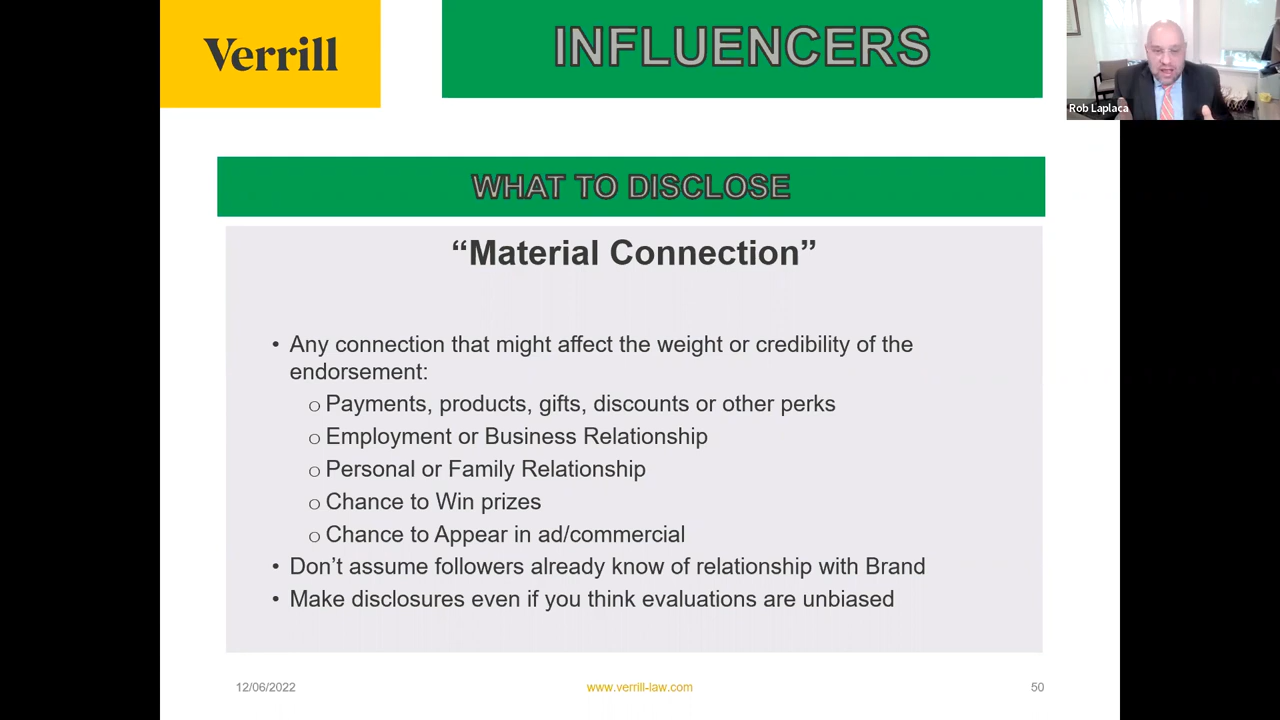 Verrill
INFLUENCERS
Rob Laplaca
WHAT TO DISCLOSE
“Material Connection”
• Any connection that might affect the weight or credibility of the
endorsement:
o Payments, products, gifts, discounts or other perks
o Employment or Business Relationship
o Personal or Family Relationship
o Chance to Win prizes
o Chance to Appear in ad/commercial
• Don’t assume followers already know of relationship with Brand
• Make disclosures even if you think evaluations are unbiased
12/06/2022
www.verrill-law.com
50